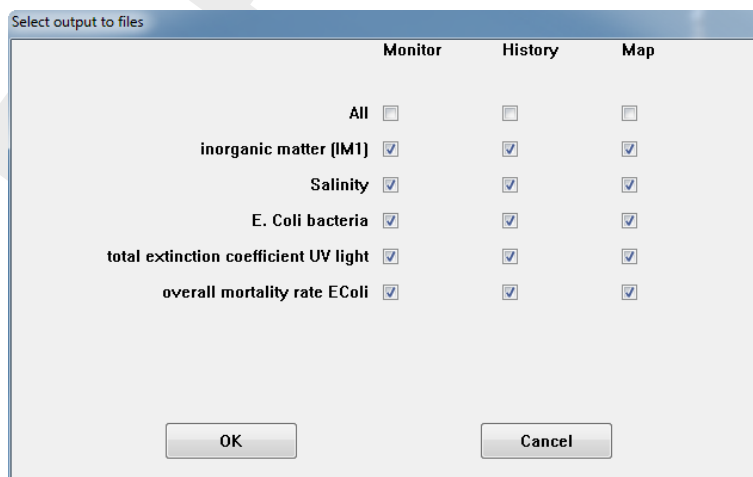 Select output to files
Monitor History Map
All
inorganic matter (IM1)
Salinity
E. Coli bacteria
total extinction coefficient UV light
overall mortality rate EColi
OK Cancel